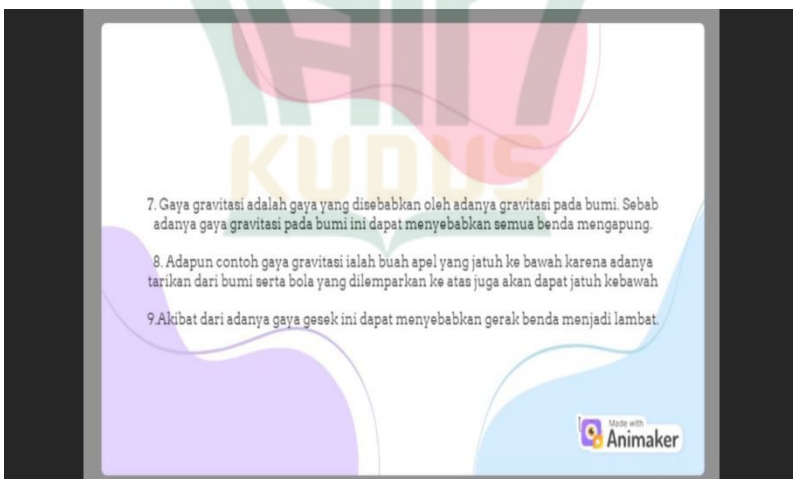 KUDUS
7. Gaya gravitasi adalah gaya yang disebabkan oleh adanya gravitasi pada bumi. Sebab
adanya gaya gravitasi pada bumi ini dapat menyebabkan semua benda mengapung.
8. Adapun contoh gaya gravitasi ialah buah apel yang jatuh ke bawah karena adanya
tarikan dari bumi serta bola yang dilemparkan ke atas juga akan dapat jatuh kebawah
9.Akibat dari adanya gaya gesek ini dapat menyebabkan gerak benda menjadi lambat.
Made with
Animaker